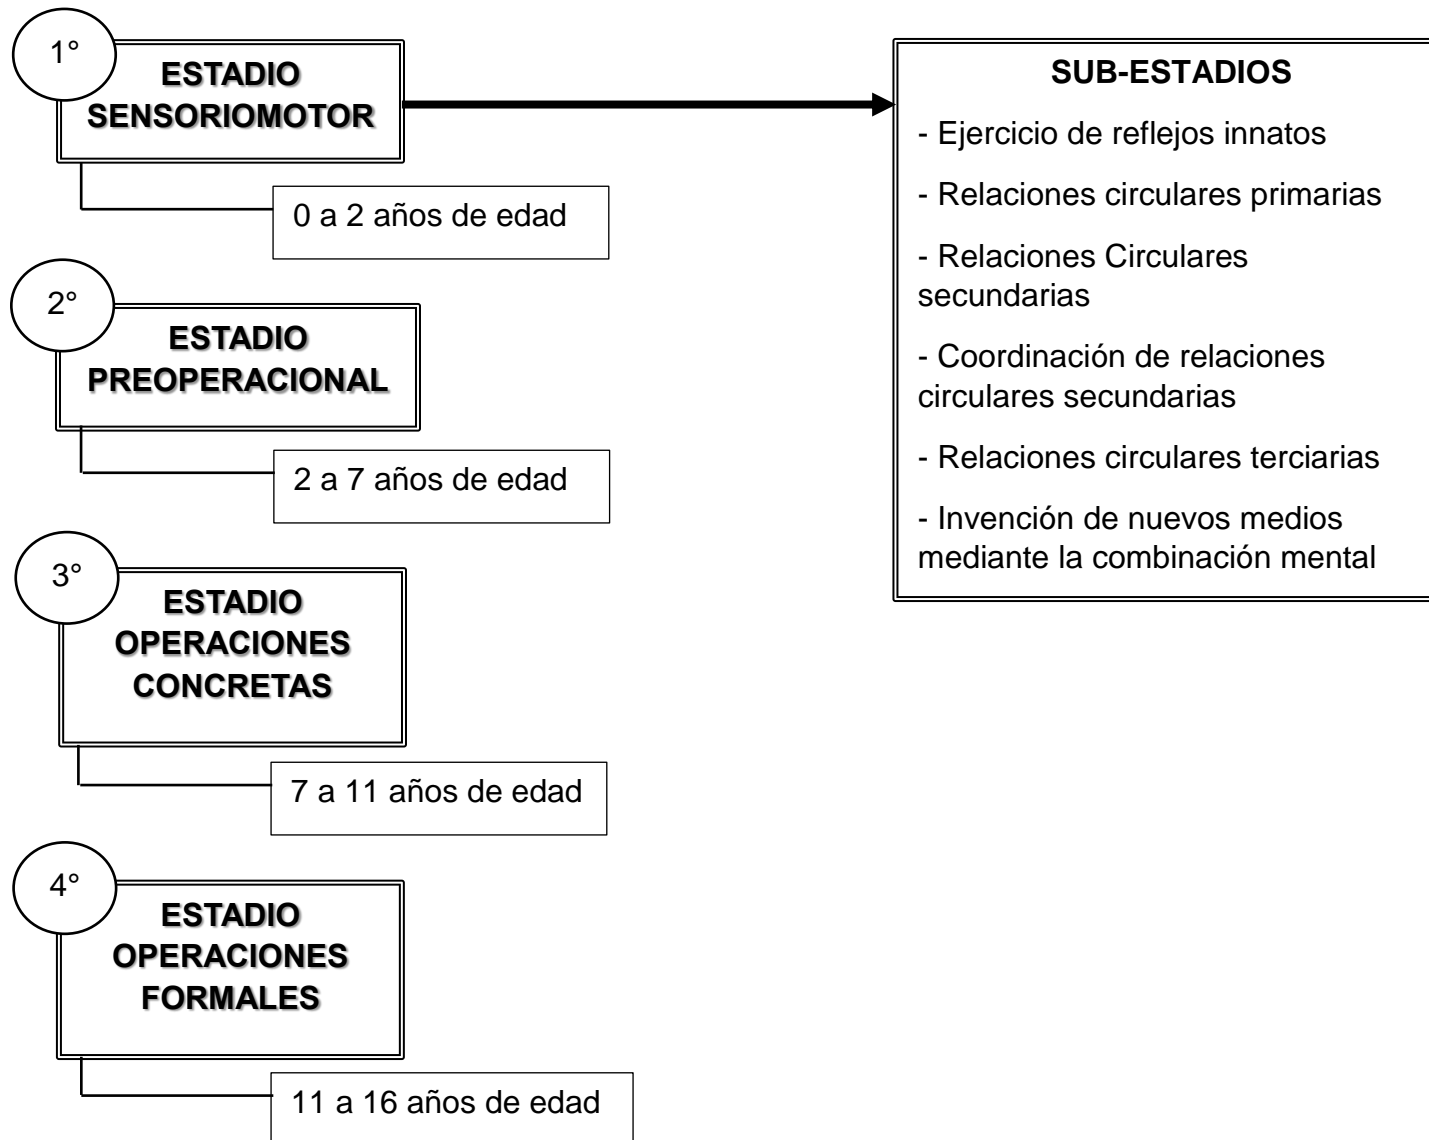 1°
ESTADIO
SENSORIOMOTOR
0 a 2 años de edad
2°
ESTADIO
PREOPERACIONAL
2 a 7 años de edad
3°
ESTADIO
OPERACIONES
CONCRETAS
7 a 11 años de edad
4°
ESTADIO
OPERACIONES
FORMALES
11 a 16 años de edad
SUB-ESTADIOS
- Ejercicio de reflejos innatos
- Relaciones circulares primarias
- Relaciones Circulares
secundarias
- Coordinación de relaciones
circulares secundarias
- Relaciones circulares terciarias
- Invención de nuevos medios
mediante la combinación mental